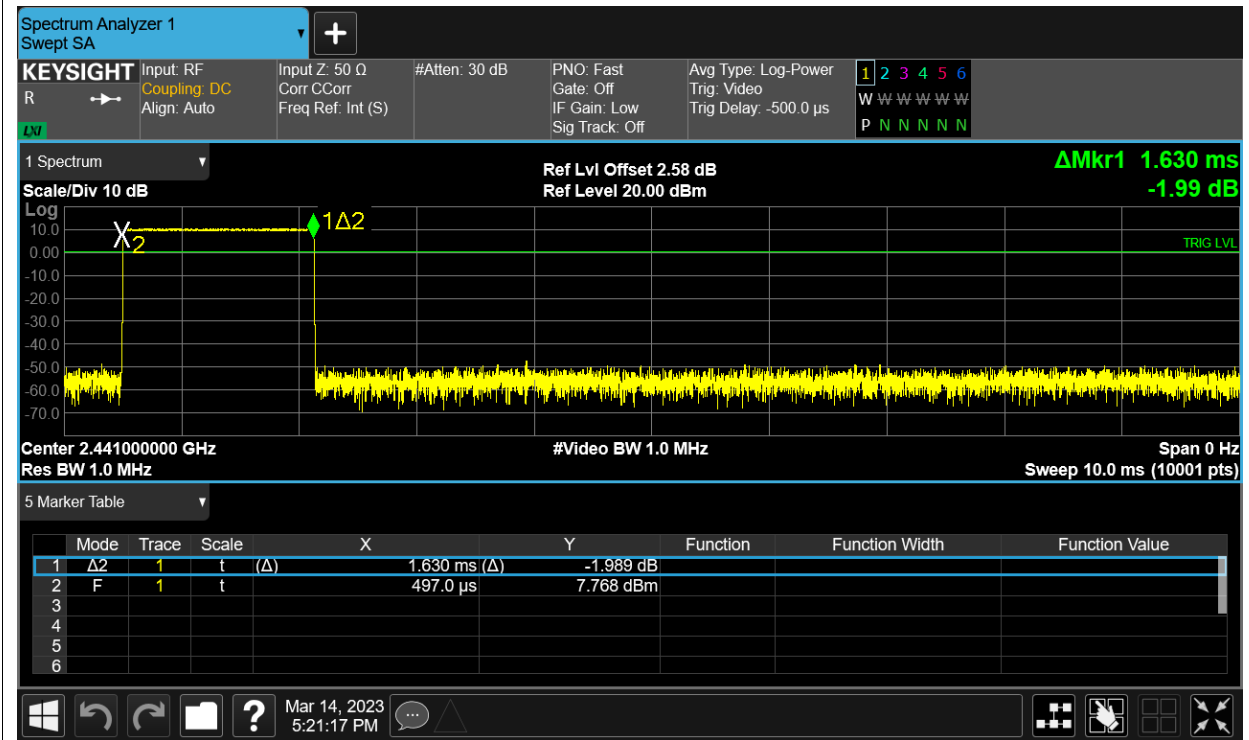 Spectrum Analyzer 1
Swept SA
+
KEYSIGHT Input: RF Input Z: 50 Ω #Atten: 30 dB PNO: Fast Avg Type: Log-Power 1 2 3 4 5 6
R Coupling: DC Corr CCorr Gate: Off Trig: Video W W W W W W
Align: Auto Freq Ref: Int (S) IF Gain: Low Trig Delay: -500.0 µs
LXI Sig Track: Off P N N N N N
1 Spectrum Ref Lvl Offset 2.58 dB ΔMkr1 1.630 ms
Scale/Div 10 dB Ref Level 20.00 dBm -1.99 dB
Log
10.0 X2 1Δ2
0.00 TRIG LVL
-10.0
-20.0
-30.0
-40.0
-50.0
-60.0
-70.0
Center 2.441000000 GHz #Video BW 1.0 MHz Span 0 Hz
Res BW 1.0 MHz Sweep 10.0 ms (10001 pts)
5 Marker Table
Mode Trace Scale X Y Function Function Width Function Value
1 Δ2 1 t (Δ) 1.630 ms (Δ) -1.989 dB
2 F 1 t 497.0 µs 7.768 dBm
3
4
5
6
? Mar 14, 2023
5:21:17 PM